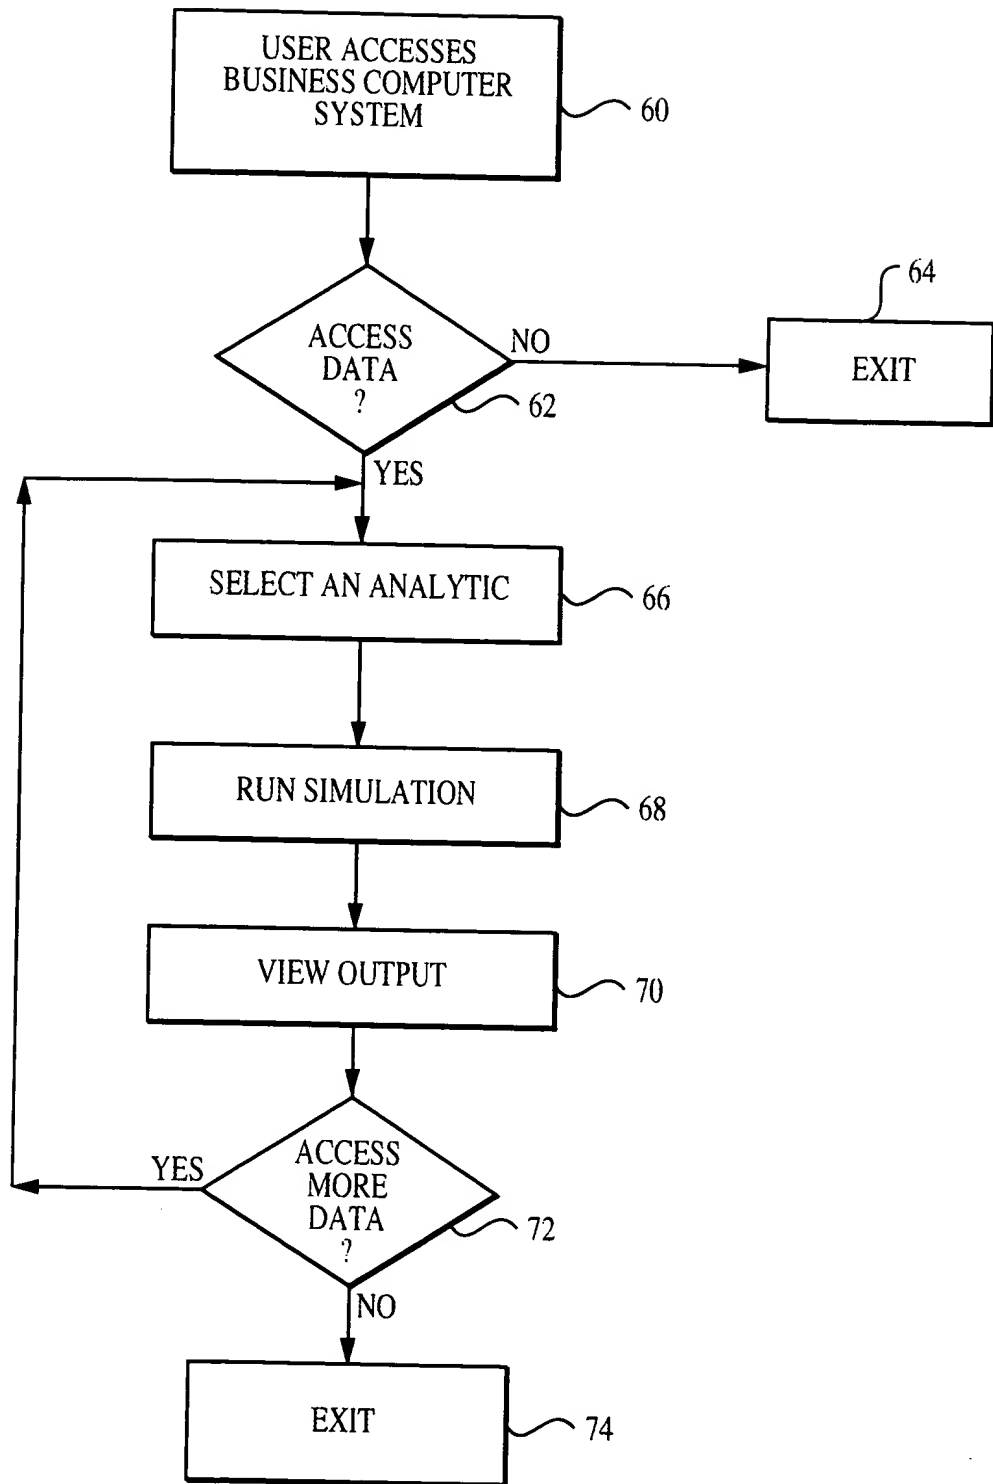 USER ACCESSES
BUSINESS COMPUTER
SYSTEM
60
64
ACCESS
DATA
?
NO
EXIT
62
YES
SELECT AN ANALYTIC
66
RUN SIMULATION
68
VIEW OUTPUT
70
YES
ACCESS
MORE
DATA
?
72
NO
EXIT
74